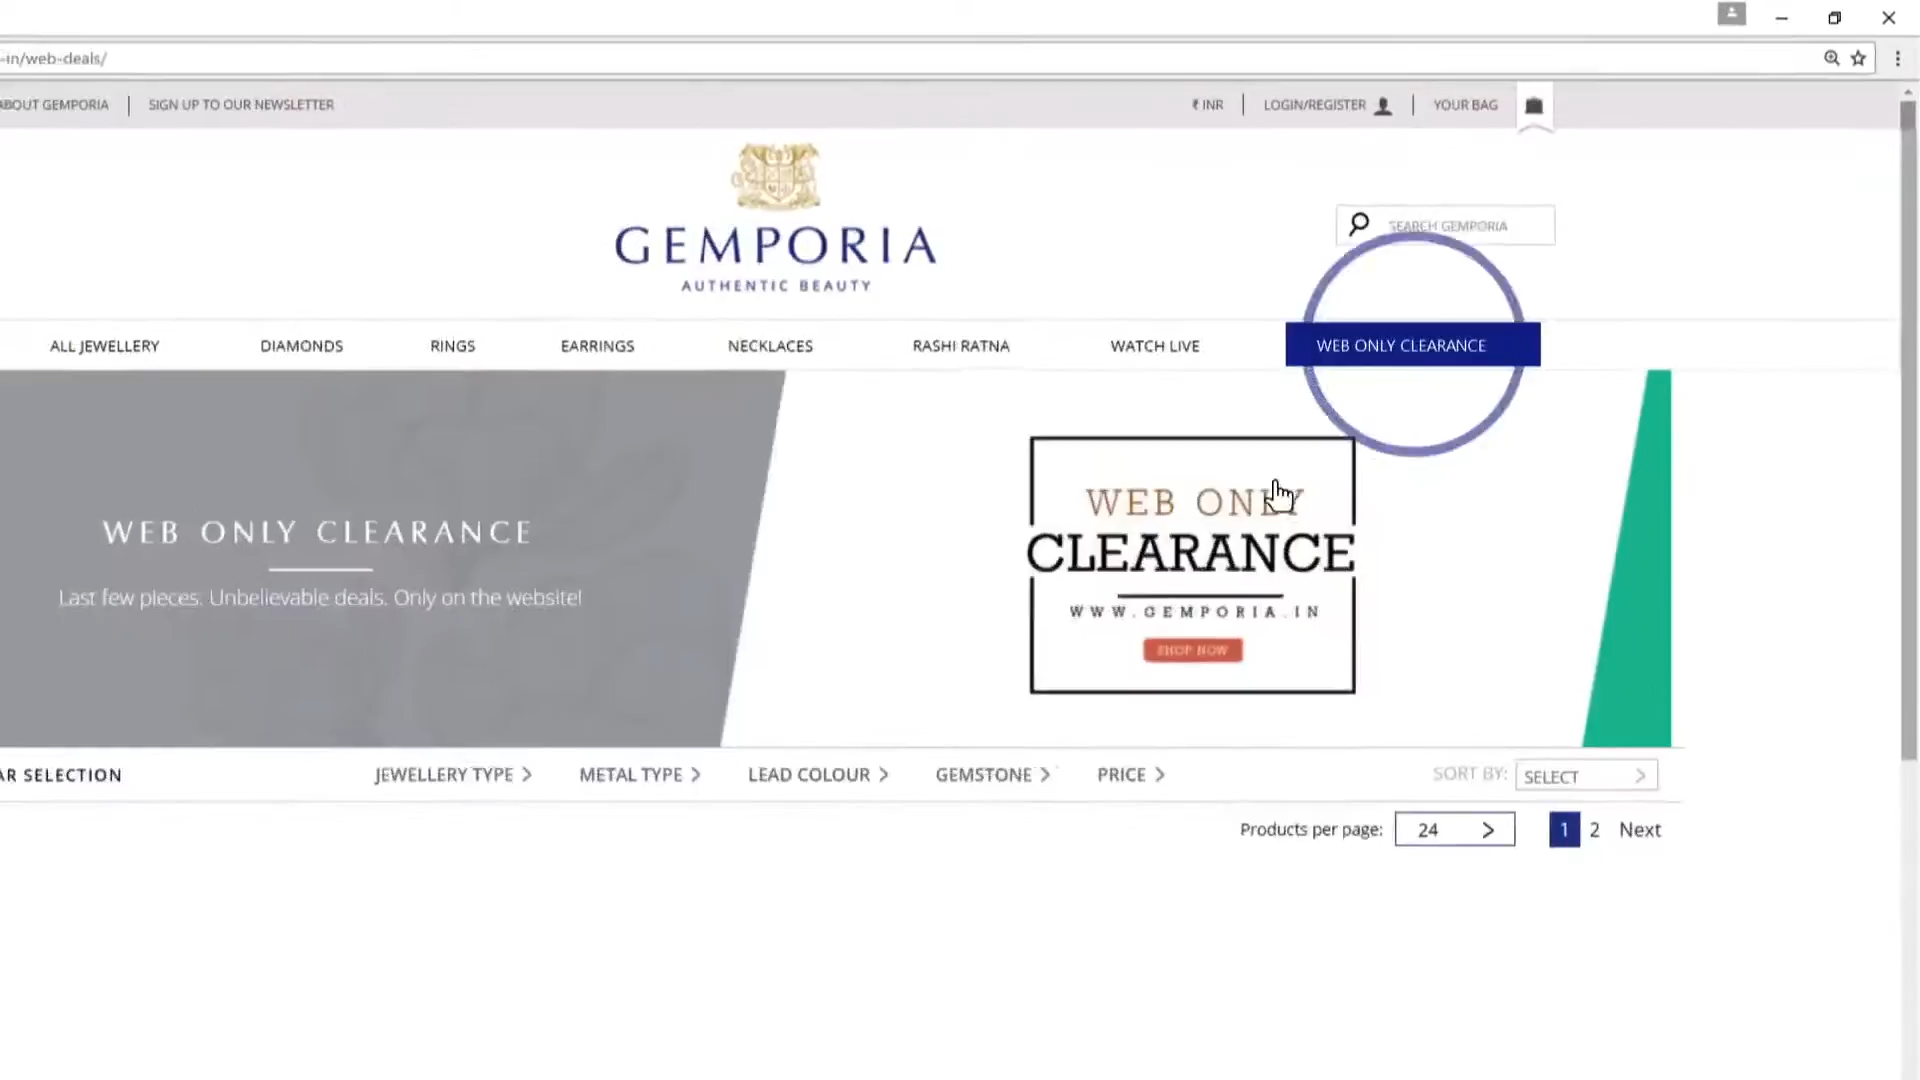 -in/web-deals/
ABOUT GEMPORIA | SIGN UP TO OUR NEWSLETTER
₹ INR | LOGIN/REGISTER | YOUR BAG
GEMPORIA
AUTHENTIC BEAUTY
SEARCH GEMPORIA
ALL JEWELLERY DIAMONDS RINGS EARRINGS NECKLACES RASHI RATNA WATCH LIVE WEB ONLY CLEARANCE
WEB ONLY CLEARANCE
Last few pieces. Unbelievable deals. Only on the website!
WEB ONLY
CLEARANCE
WWW.GEMPORIA.IN
SHOP NOW
AR SELECTION JEWELLERY TYPE > METAL TYPE > LEAD COLOUR > GEMSTONE > PRICE > SORT BY: SELECT >
Products per page: 24 > 1 2 Next